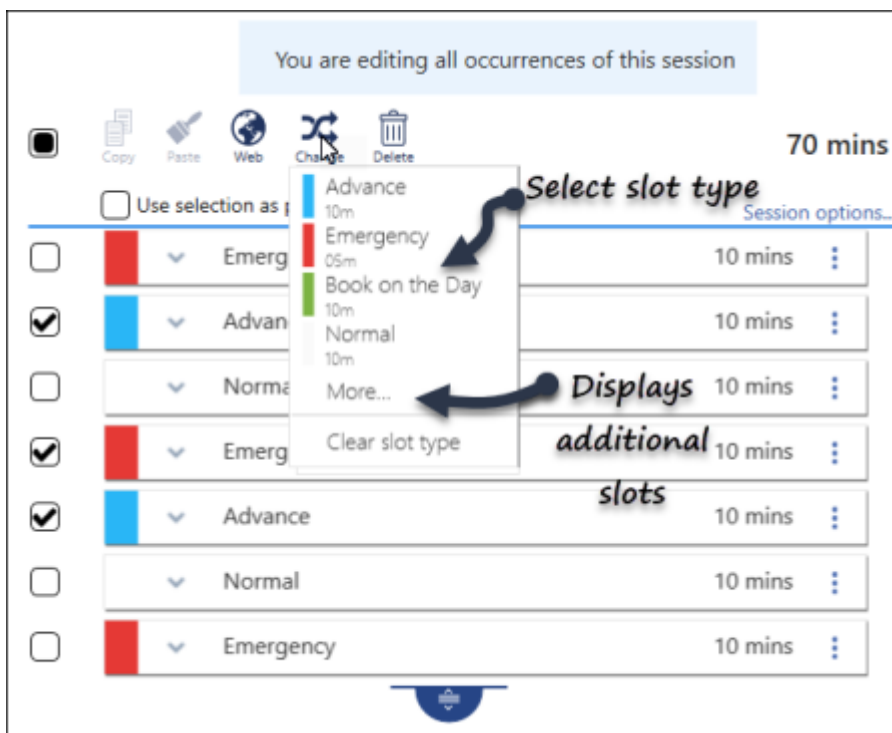 You are editing all occurrences of this session
Copy
Paste
Web
Change
Delete
70 mins
Use selection as p
Session options...
Advance
10m
Emergency
05m
Book on the Day
10m
Normal
10m
More...
Clear slot type
Select slot type
Displays
additional
slots
Emerg 10 mins
Advan 10 mins
Norma 10 mins
Emerg 10 mins
Advance 10 mins
Normal 10 mins
Emergency 10 mins